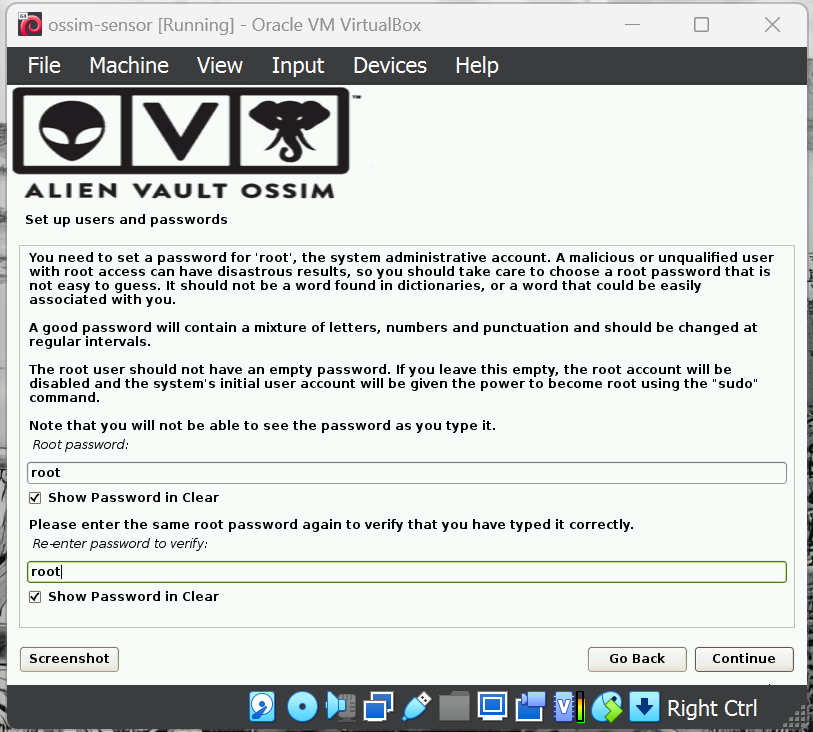 ossim-sensor [Running] - Oracle VM VirtualBox
File Machine View Input Devices Help
™
ALIEN VAULT OSSIM
Set up users and passwords
You need to set a password for 'root', the system administrative account. A malicious or unqualified user
with root access can have disastrous results, so you should take care to choose a root password that is
not easy to guess. It should not be a word found in dictionaries, or a word that could be easily
associated with you.
A good password will contain a mixture of letters, numbers and punctuation and should be changed at
regular intervals.
The root user should not have an empty password. If you leave this empty, the root account will be
disabled and the system's initial user account will be given the power to become root using the "sudo"
command.
Note that you will not be able to see the password as you type it.
Root password:
root
Show Password in Clear
Please enter the same root password again to verify that you have typed it correctly.
Re-enter password to verify:
root
Show Password in Clear
Screenshot Go Back Continue
V Right Ctrl